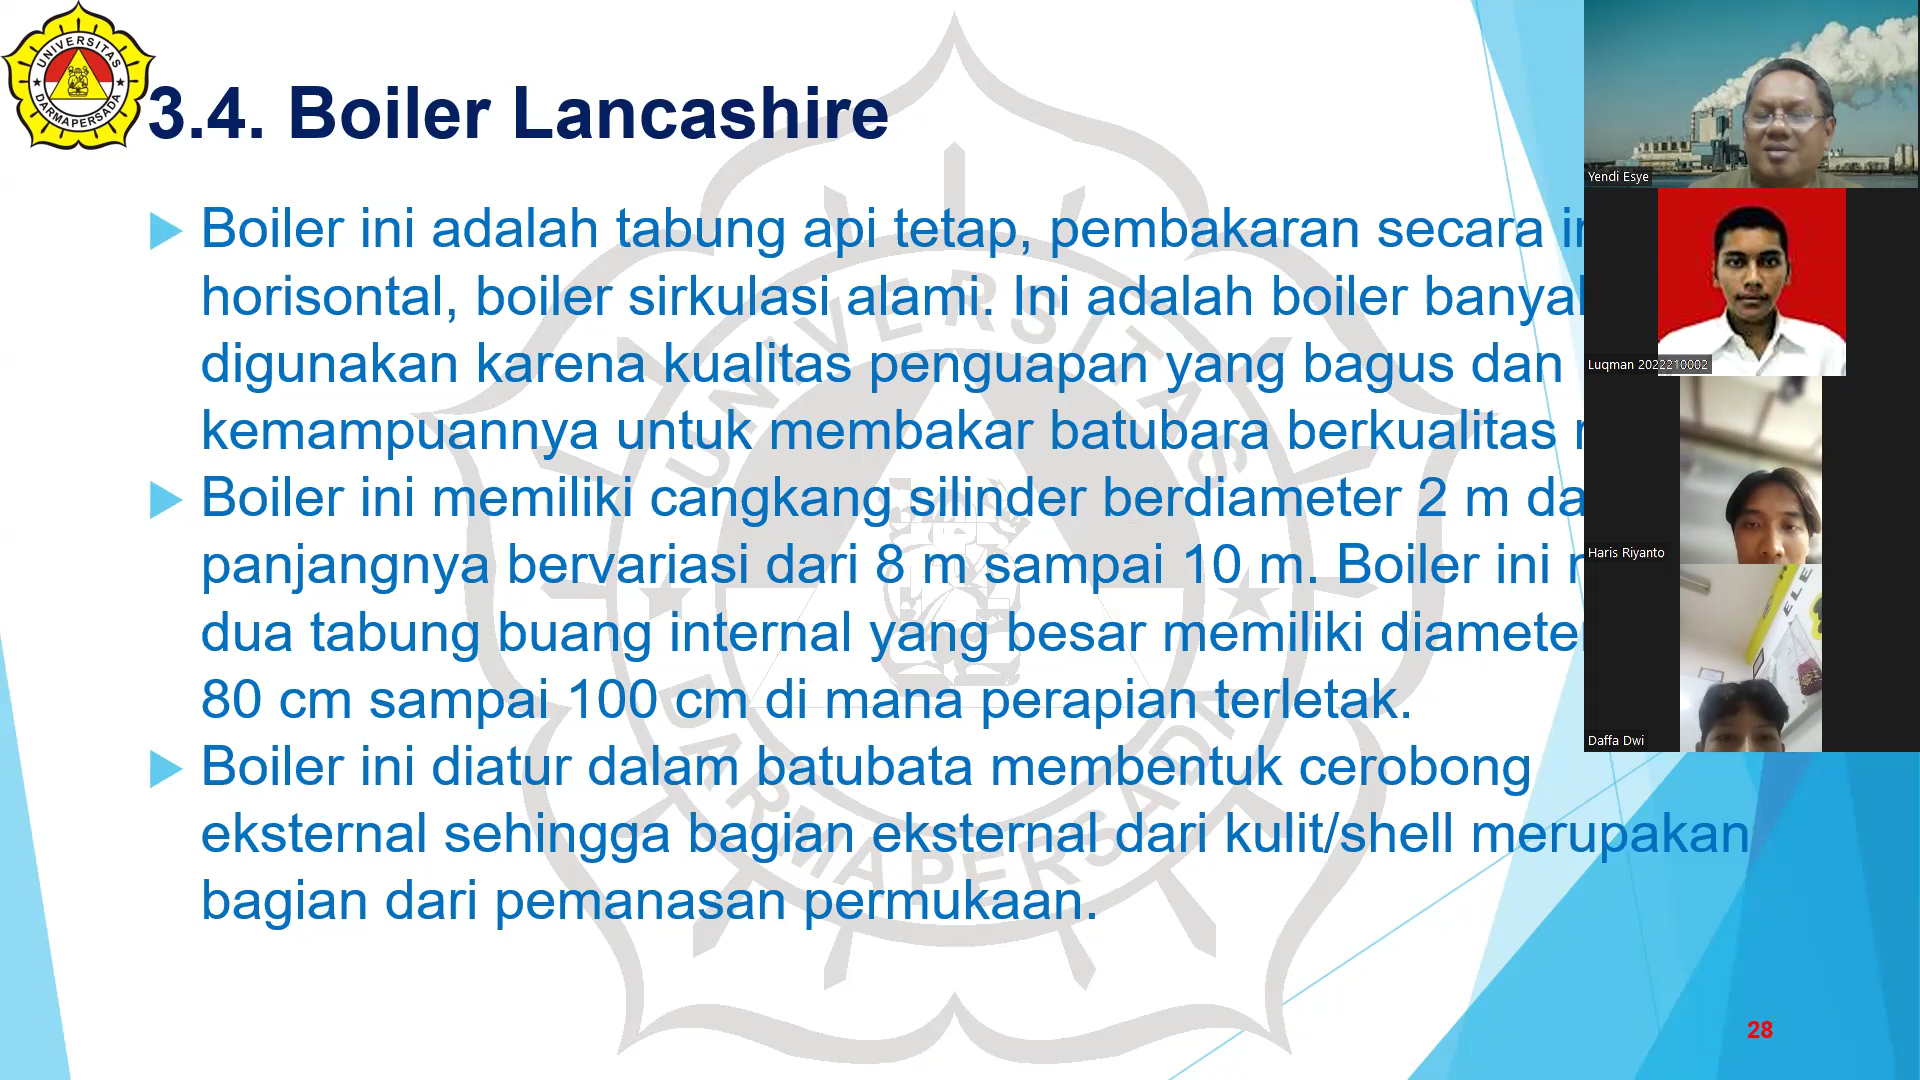 UNIVERSITAS
DARMAPERSADA
3.4. Boiler Lancashire
Boiler ini adalah tabung api tetap, pembakaran secara
horisontal, boiler sirkulasi alami. Ini adalah boiler
digunakan karena kualitas penguapan yang bagus dan
kemampuannya untuk membakar batubara berkualitas
Boiler ini memiliki cangkang silinder berdiameter 2 m
panjangnya bervariasi dari 8 m sampai 10 m. Boiler ini
dua tabung buang internal yang besar memiliki
80 cm sampai 100 cm di mana perapian terletak.
Boiler ini diatur dalam batubata membentuk cerobong
eksternal sehingga bagian eksternal dari kulit/shell merupakan
bagian dari pemanasan permukaan.
UNIVERSITAS
DARMAPERSADA
28
Yendi Esye
Luqman 2022210002
Haris Riyanto
Daffa Dwi